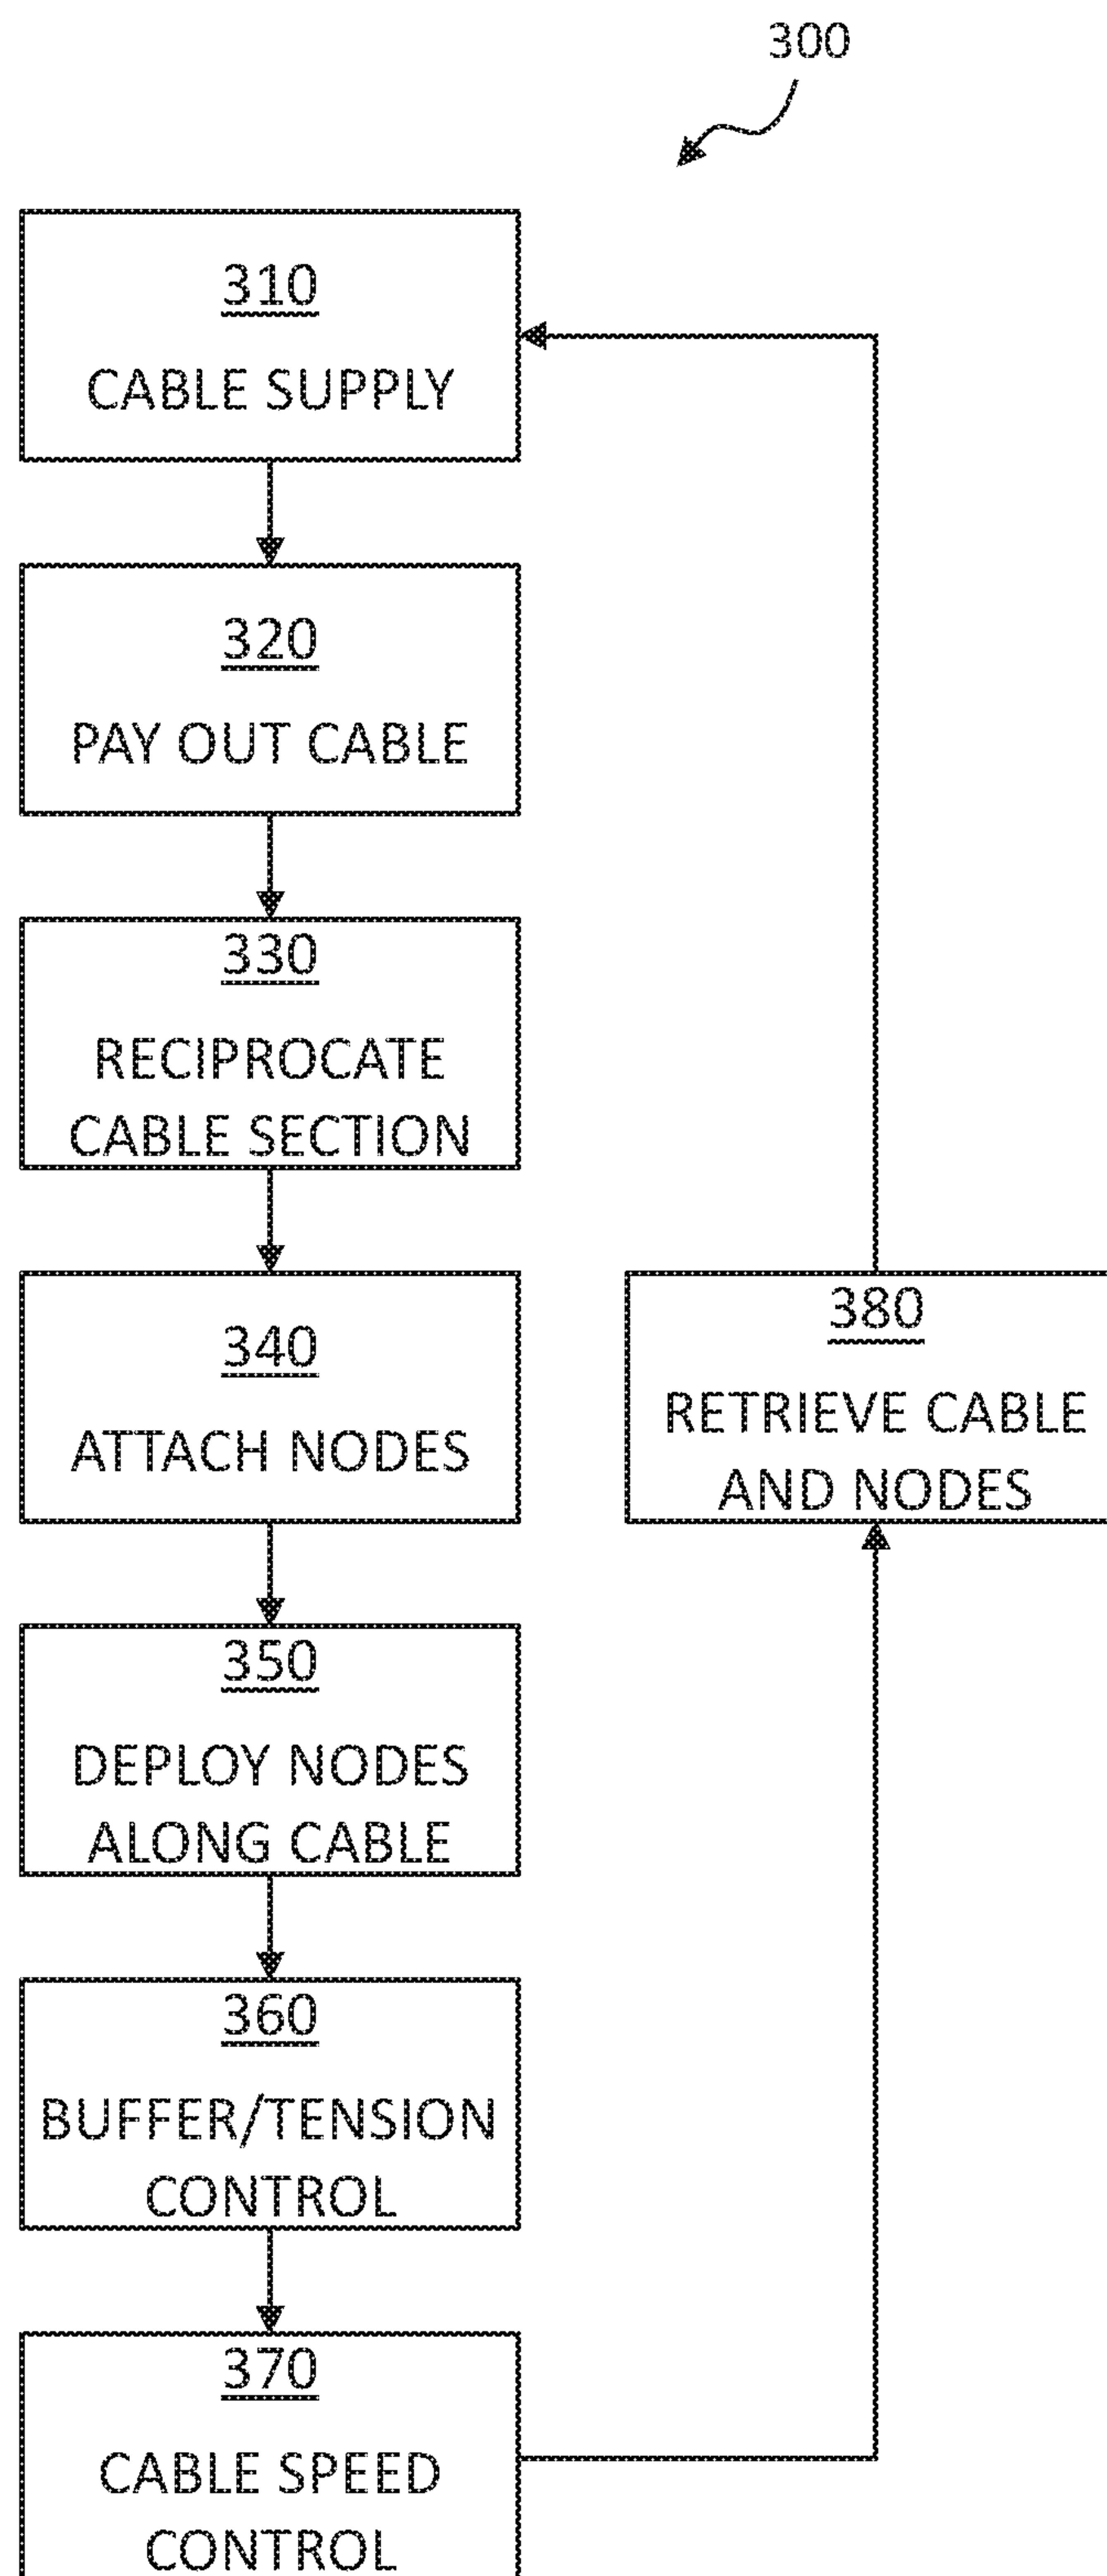 300
310
CABLE SUPPLY
320
PAY OUT CABLE
330
RECIPROCATE
CABLE SECTION
340
ATTACH NODES
380
RETRIEVE CABLE
AND NODES
350
DEPLOY NODES
ALONG CABLE
360
BUFFER/TENSION
CONTROL
370
CABLE SPEED
CONTROL